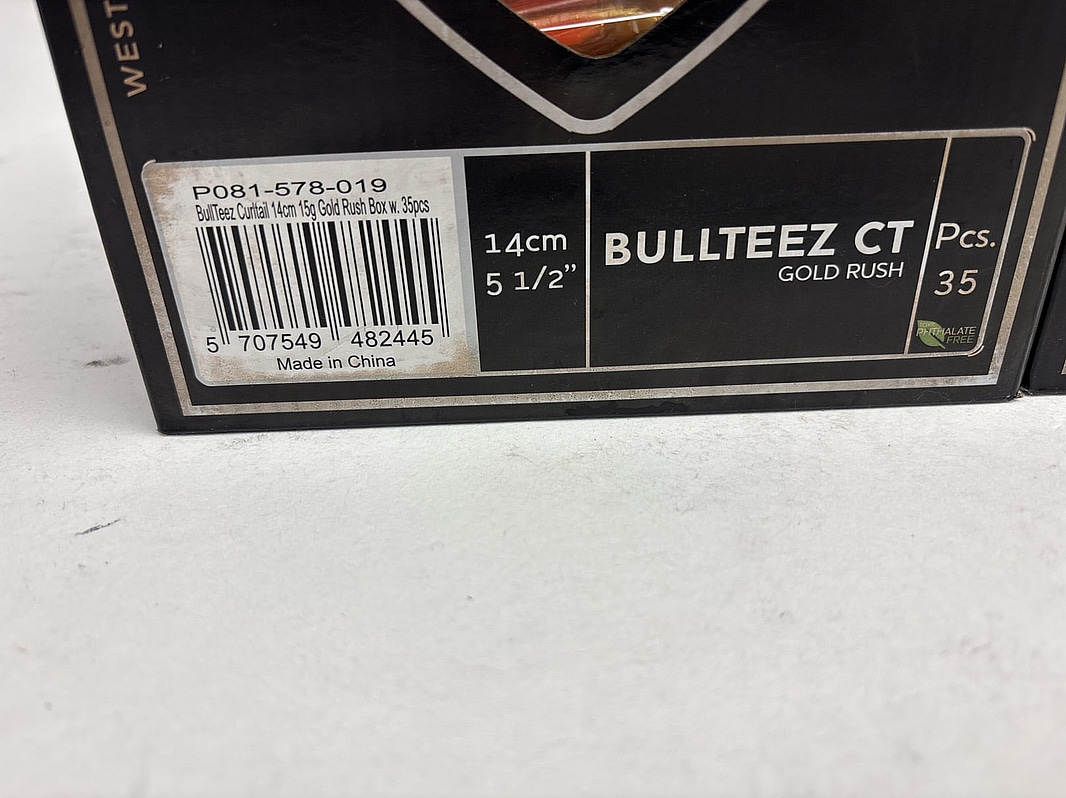 WEST
P081-578-019
BullTeez Curltail 14cm 15g Gold Rush Box w. 35pcs
5 707549 482445
Made in China
14cm
5 1/2”
BULLTEEZ CT
GOLD RUSH
Pcs.
35
PHTHALATE
FREE